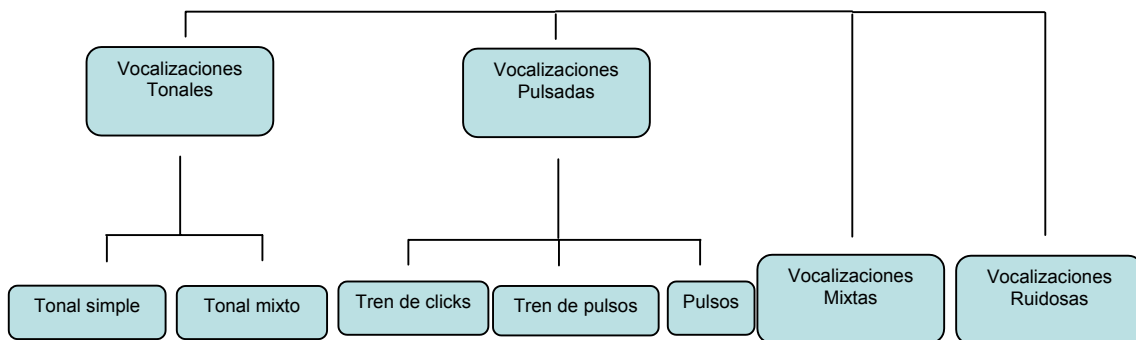 Vocalizaciones
Tonales
Vocalizaciones
Pulsadas
Tonal simple
Tonal mixto
Tren de clicks
Tren de pulsos
Pulsos
Vocalizaciones
Mixtas
Vocalizaciones
Ruidosas